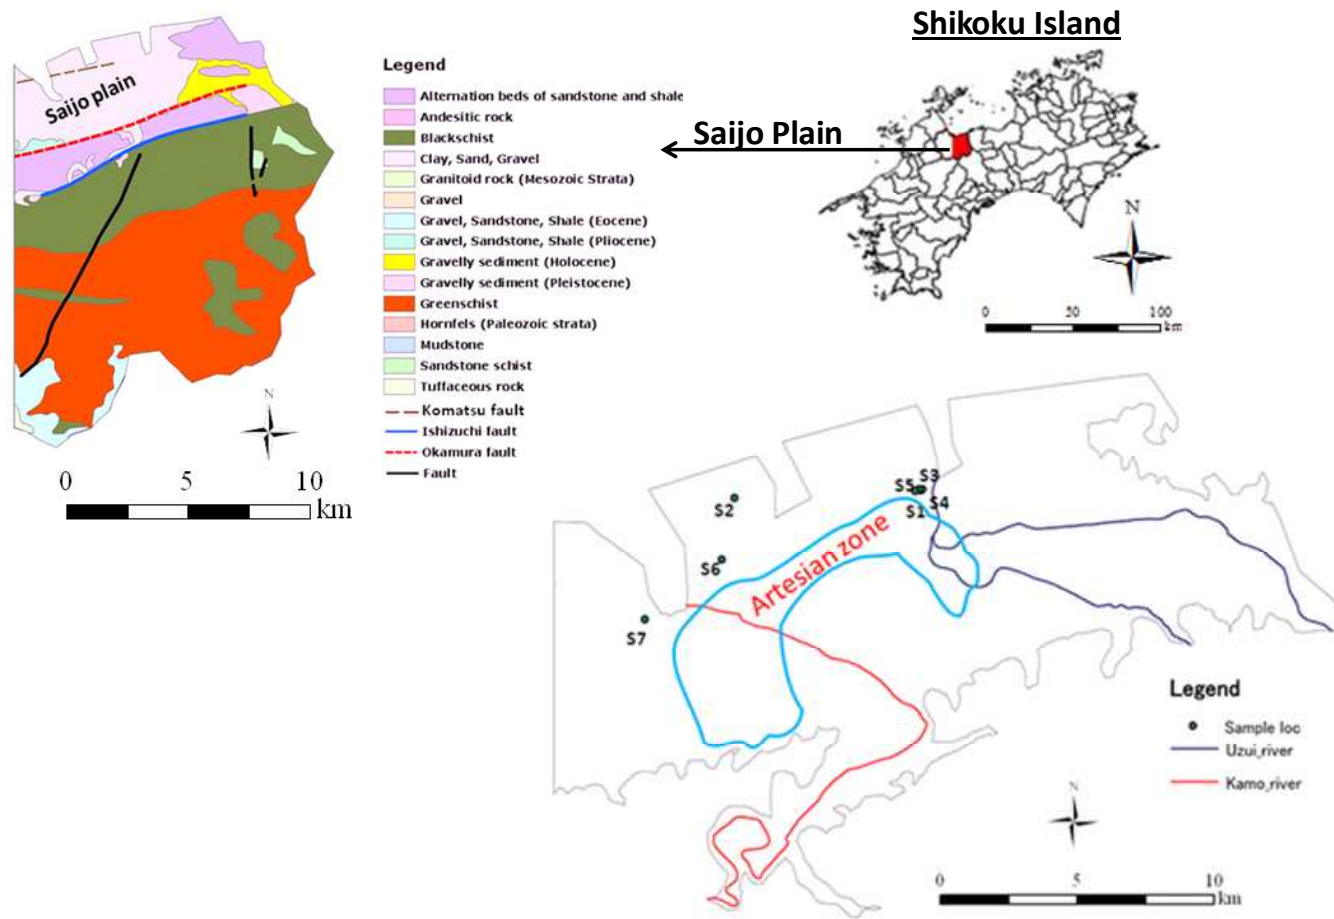 Shikoku Island
Saijo plain
Legend
Alternation beds of sandstone and shale
Andesitic rock
Blackschist
Clay, Sand, Gravel
Granitoid rock (Mesozoic Strata)
Gravel
Gravel, Sandstone, Shale (Eocene)
Gravel, Sandstone, Shale (Pliocene)
Gravelly sediment (Holocene)
Gravelly sediment (Pleistocene)
Greenschist
Hornfels (Paleozoic strata)
Mudstone
Sandstone schist
Tuffaceous rock
Komatsu fault
Ishizuchi fault
Okamura fault
Fault
N
0 5 10
km
Saijo Plain
N
0 50 100
km
S3
S5
S4
S1
S2
S6
S7
Artesian zone
Legend
Sample loc
Uzui_river
Kamo_river
N
0 5 10
km